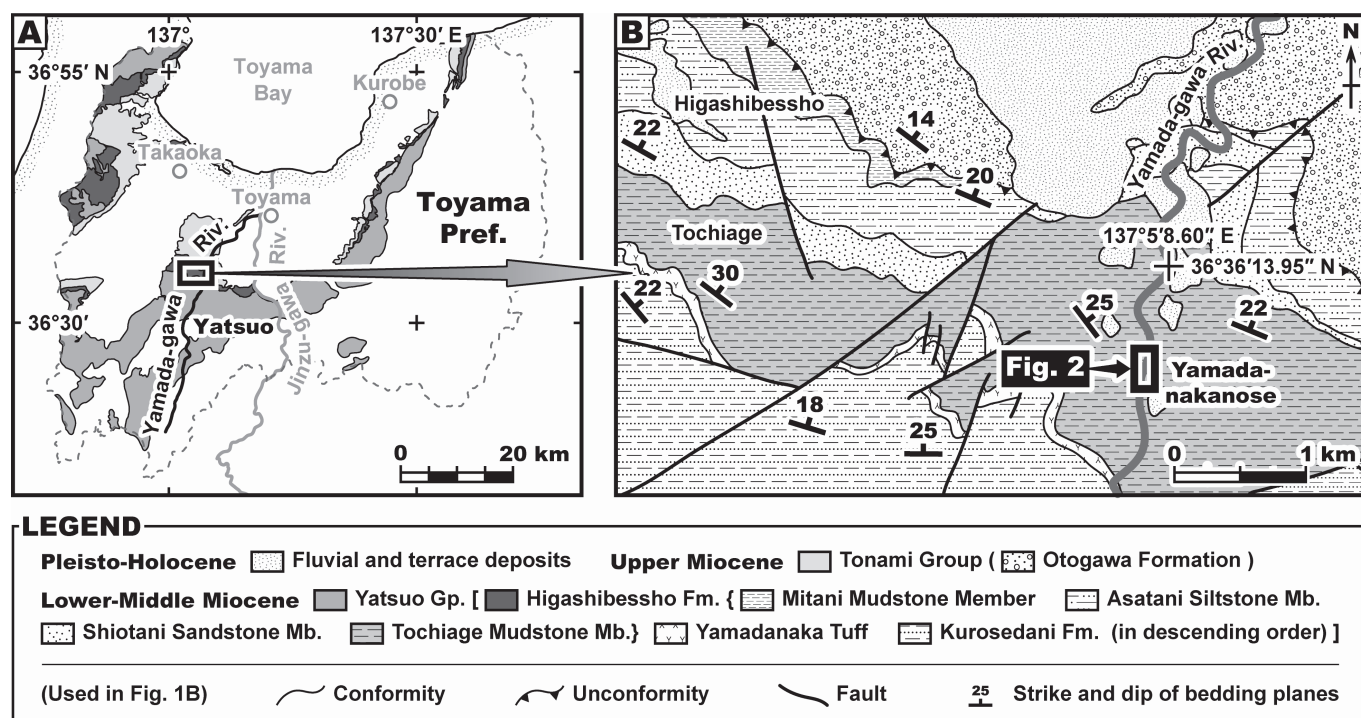 A
137°
137°30′ E
36°55′ N
Toyama
Bay
Kurobe
Takaoka
Toyama
Riv.
Toyama
Pref.
Riv.
Yamada-gawa
Yatsuo
36°30′
Jinzu-gawa
0 20 km
B
N
Yamada-gawa Riv.
Higashibessho
22
14
20
Tochiage
137°5′8.60″ E
36°36′13.95″ N
30
22
25
22
Fig. 2
Yamada-
nakanose
18
25
0 1 km
LEGEND
Pleisto-Holocene Fluvial and terrace deposits Upper Miocene Tonami Group ( Otogawa Formation )
Lower-Middle Miocene Yatsuo Gp. [ Higashibessho Fm. { Mitani Mudstone Member Asatani Siltstone Mb.
Shiotani Sandstone Mb. Tochiage Mudstone Mb.} Yamadanaka Tuff Kurosedani Fm. (in descending order) ]
(Used in Fig. 1B) Conformity Unconformity Fault 25 Strike and dip of bedding planes